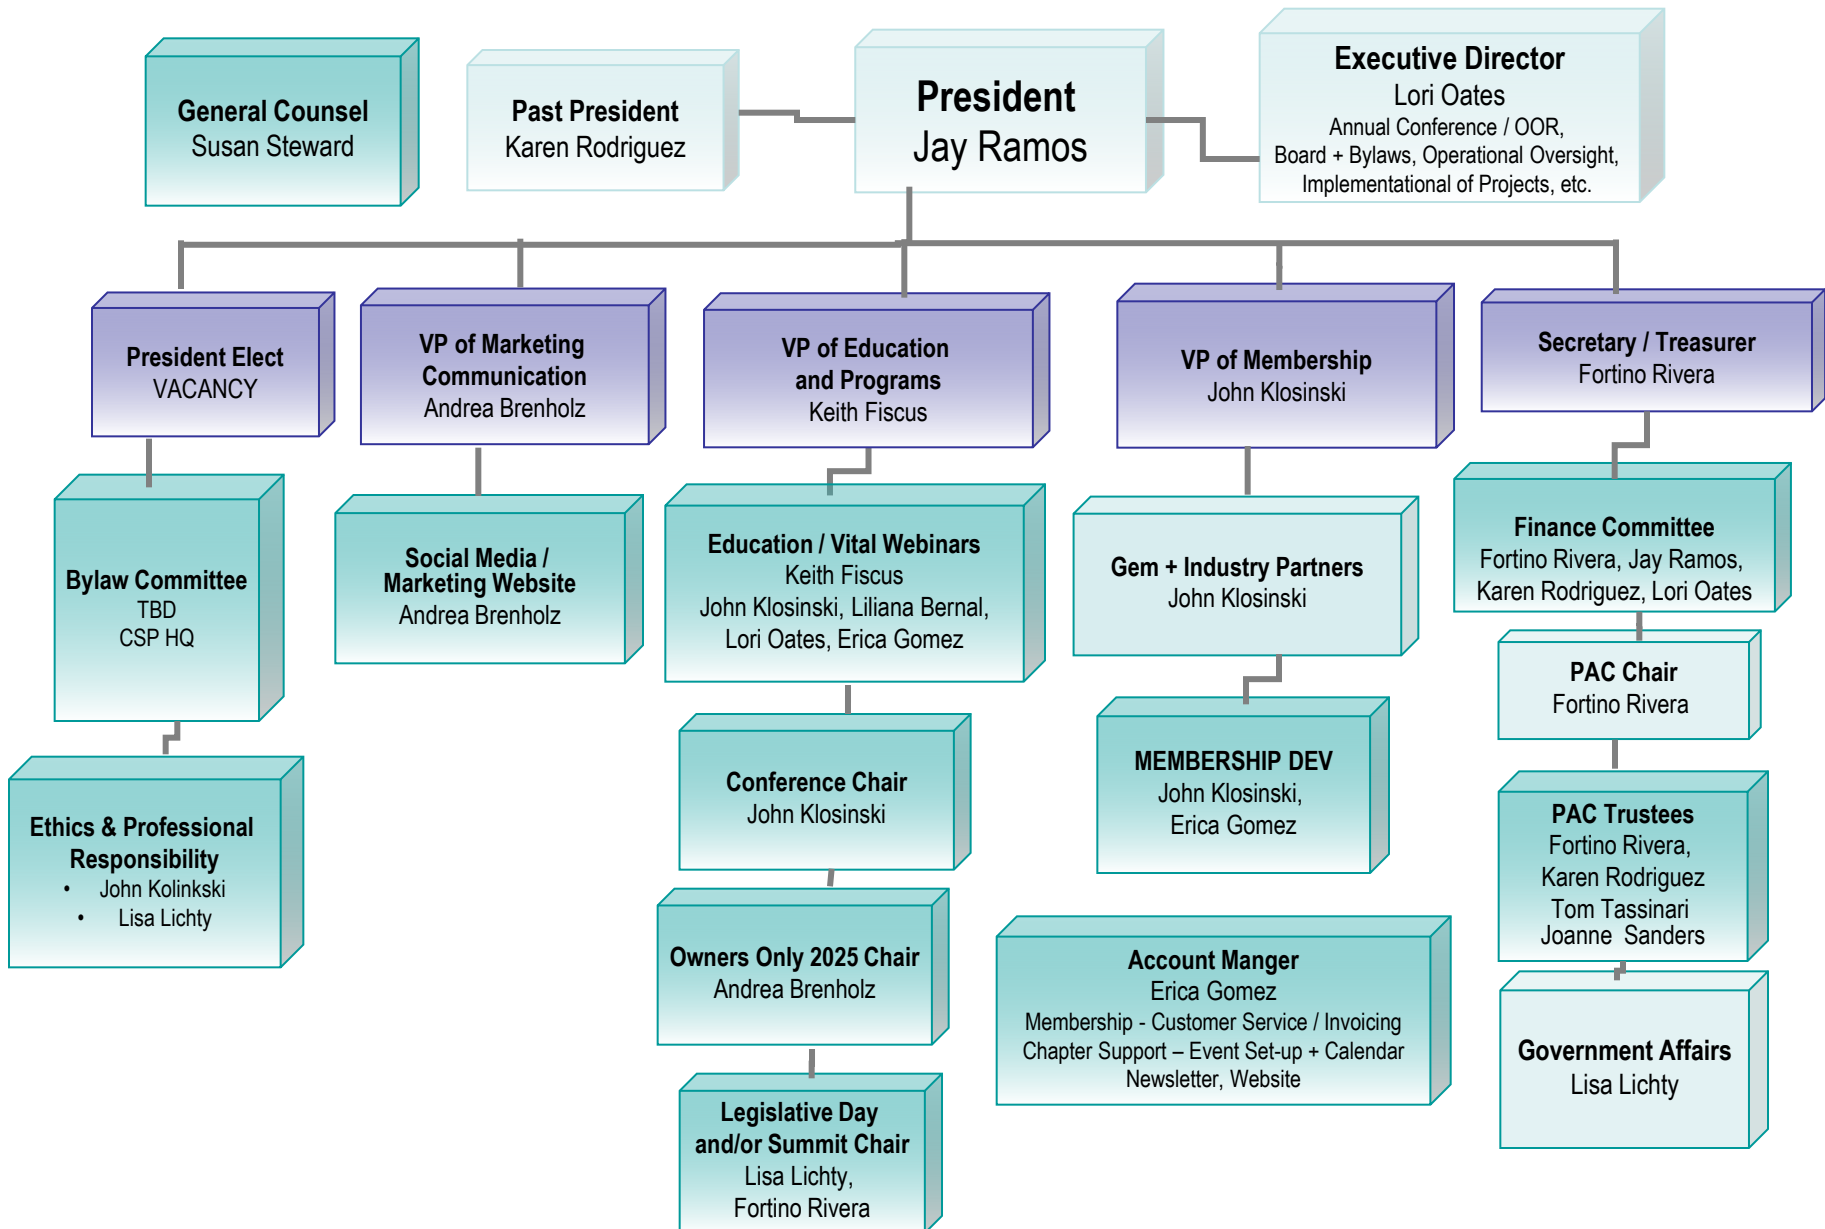 General Counsel
Susan Steward
Past President
Karen Rodriguez
President
Jay Ramos
Executive Director
Lori Oates
Annual Conference / OOR,
Board + Bylaws, Operational Oversight,
Implementational of Projects, etc.
President Elect
VACANCY
VP of Marketing
Communication
Andrea Brenholz
VP of Education
and Programs
Keith Fiscus
VP of Membership
John Klosinski
Secretary / Treasurer
Fortino Rivera
Bylaw Committee
TBD
CSP HQ
Social Media /
Marketing Website
Andrea Brenholz
Education / Vital Webinars
Keith Fiscus
John Klosinski, Liliana Bernal,
Lori Oates, Erica Gomez
Gem + Industry Partners
John Klosinski
Finance Committee
Fortino Rivera, Jay Ramos,
Karen Rodriguez, Lori Oates
PAC Chair
Fortino Rivera
Ethics & Professional
Responsibility
• John Kolinkski
• Lisa Lichty
Conference Chair
John Klosinski
MEMBERSHIP DEV
John Klosinski,
Erica Gomez
PAC Trustees
Fortino Rivera,
Karen Rodriguez
Tom Tassinari
Joanne Sanders
Owners Only 2025 Chair
Andrea Brenholz
Account Manger
Erica Gomez
Membership - Customer Service / Invoicing
Chapter Support – Event Set-up + Calendar
Newsletter, Website
Government Affairs
Lisa Lichty
Legislative Day
and/or Summit Chair
Lisa Lichty,
Fortino Rivera